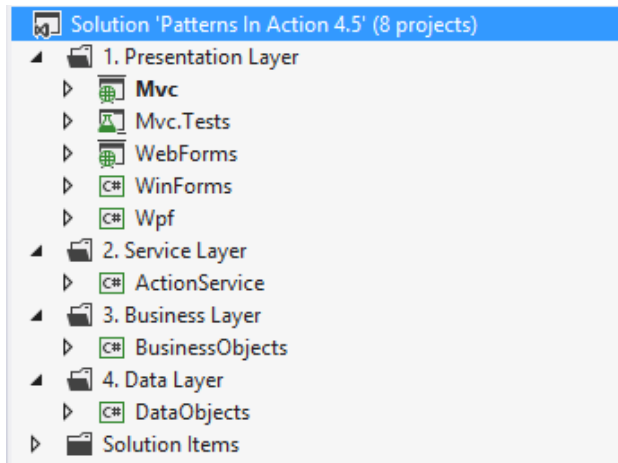 Solution 'Patterns In Action 4.5' (8 projects)
1. Presentation Layer
Mvc
Mvc.Tests
WebForms
C# WinForms
C# Wpf
2. Service Layer
C# ActionService
3. Business Layer
C# BusinessObjects
4. Data Layer
C# DataObjects
Solution Items